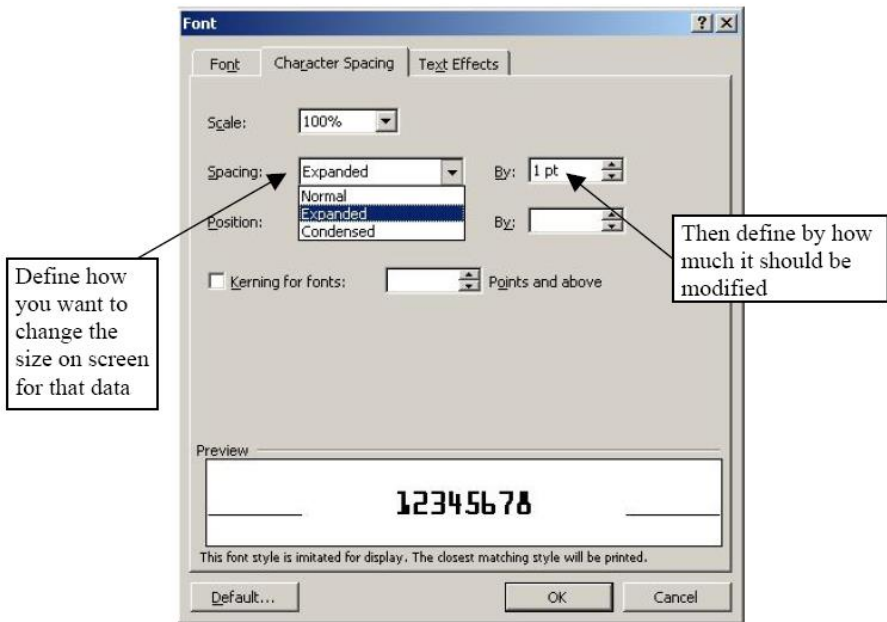 Font
Font Character Spacing Text Effects
Scale: 100%
Spacing: Expanded By: 1 pt
Normal
Expanded
Condensed
Position: By:
Kerning for fonts: Points and above
Define how
you want to
change the
size on screen
for that data
Then define by how
much it should be
modified
Preview
12345678
This font style is imitated for display. The closest matching style will be printed.
Default... OK Cancel